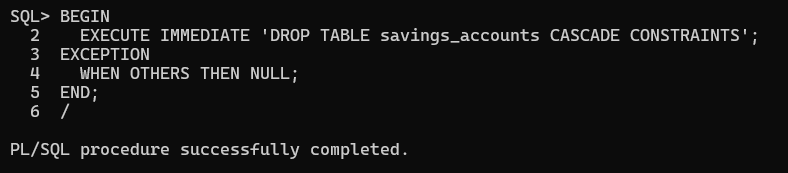 SQL> BEGIN
  2    EXECUTE IMMEDIATE 'DROP TABLE savings_accounts CASCADE CONSTRAINTS';
  3  EXCEPTION
  4    WHEN OTHERS THEN NULL;
  5  END;
  6  /
PL/SQL procedure successfully completed.